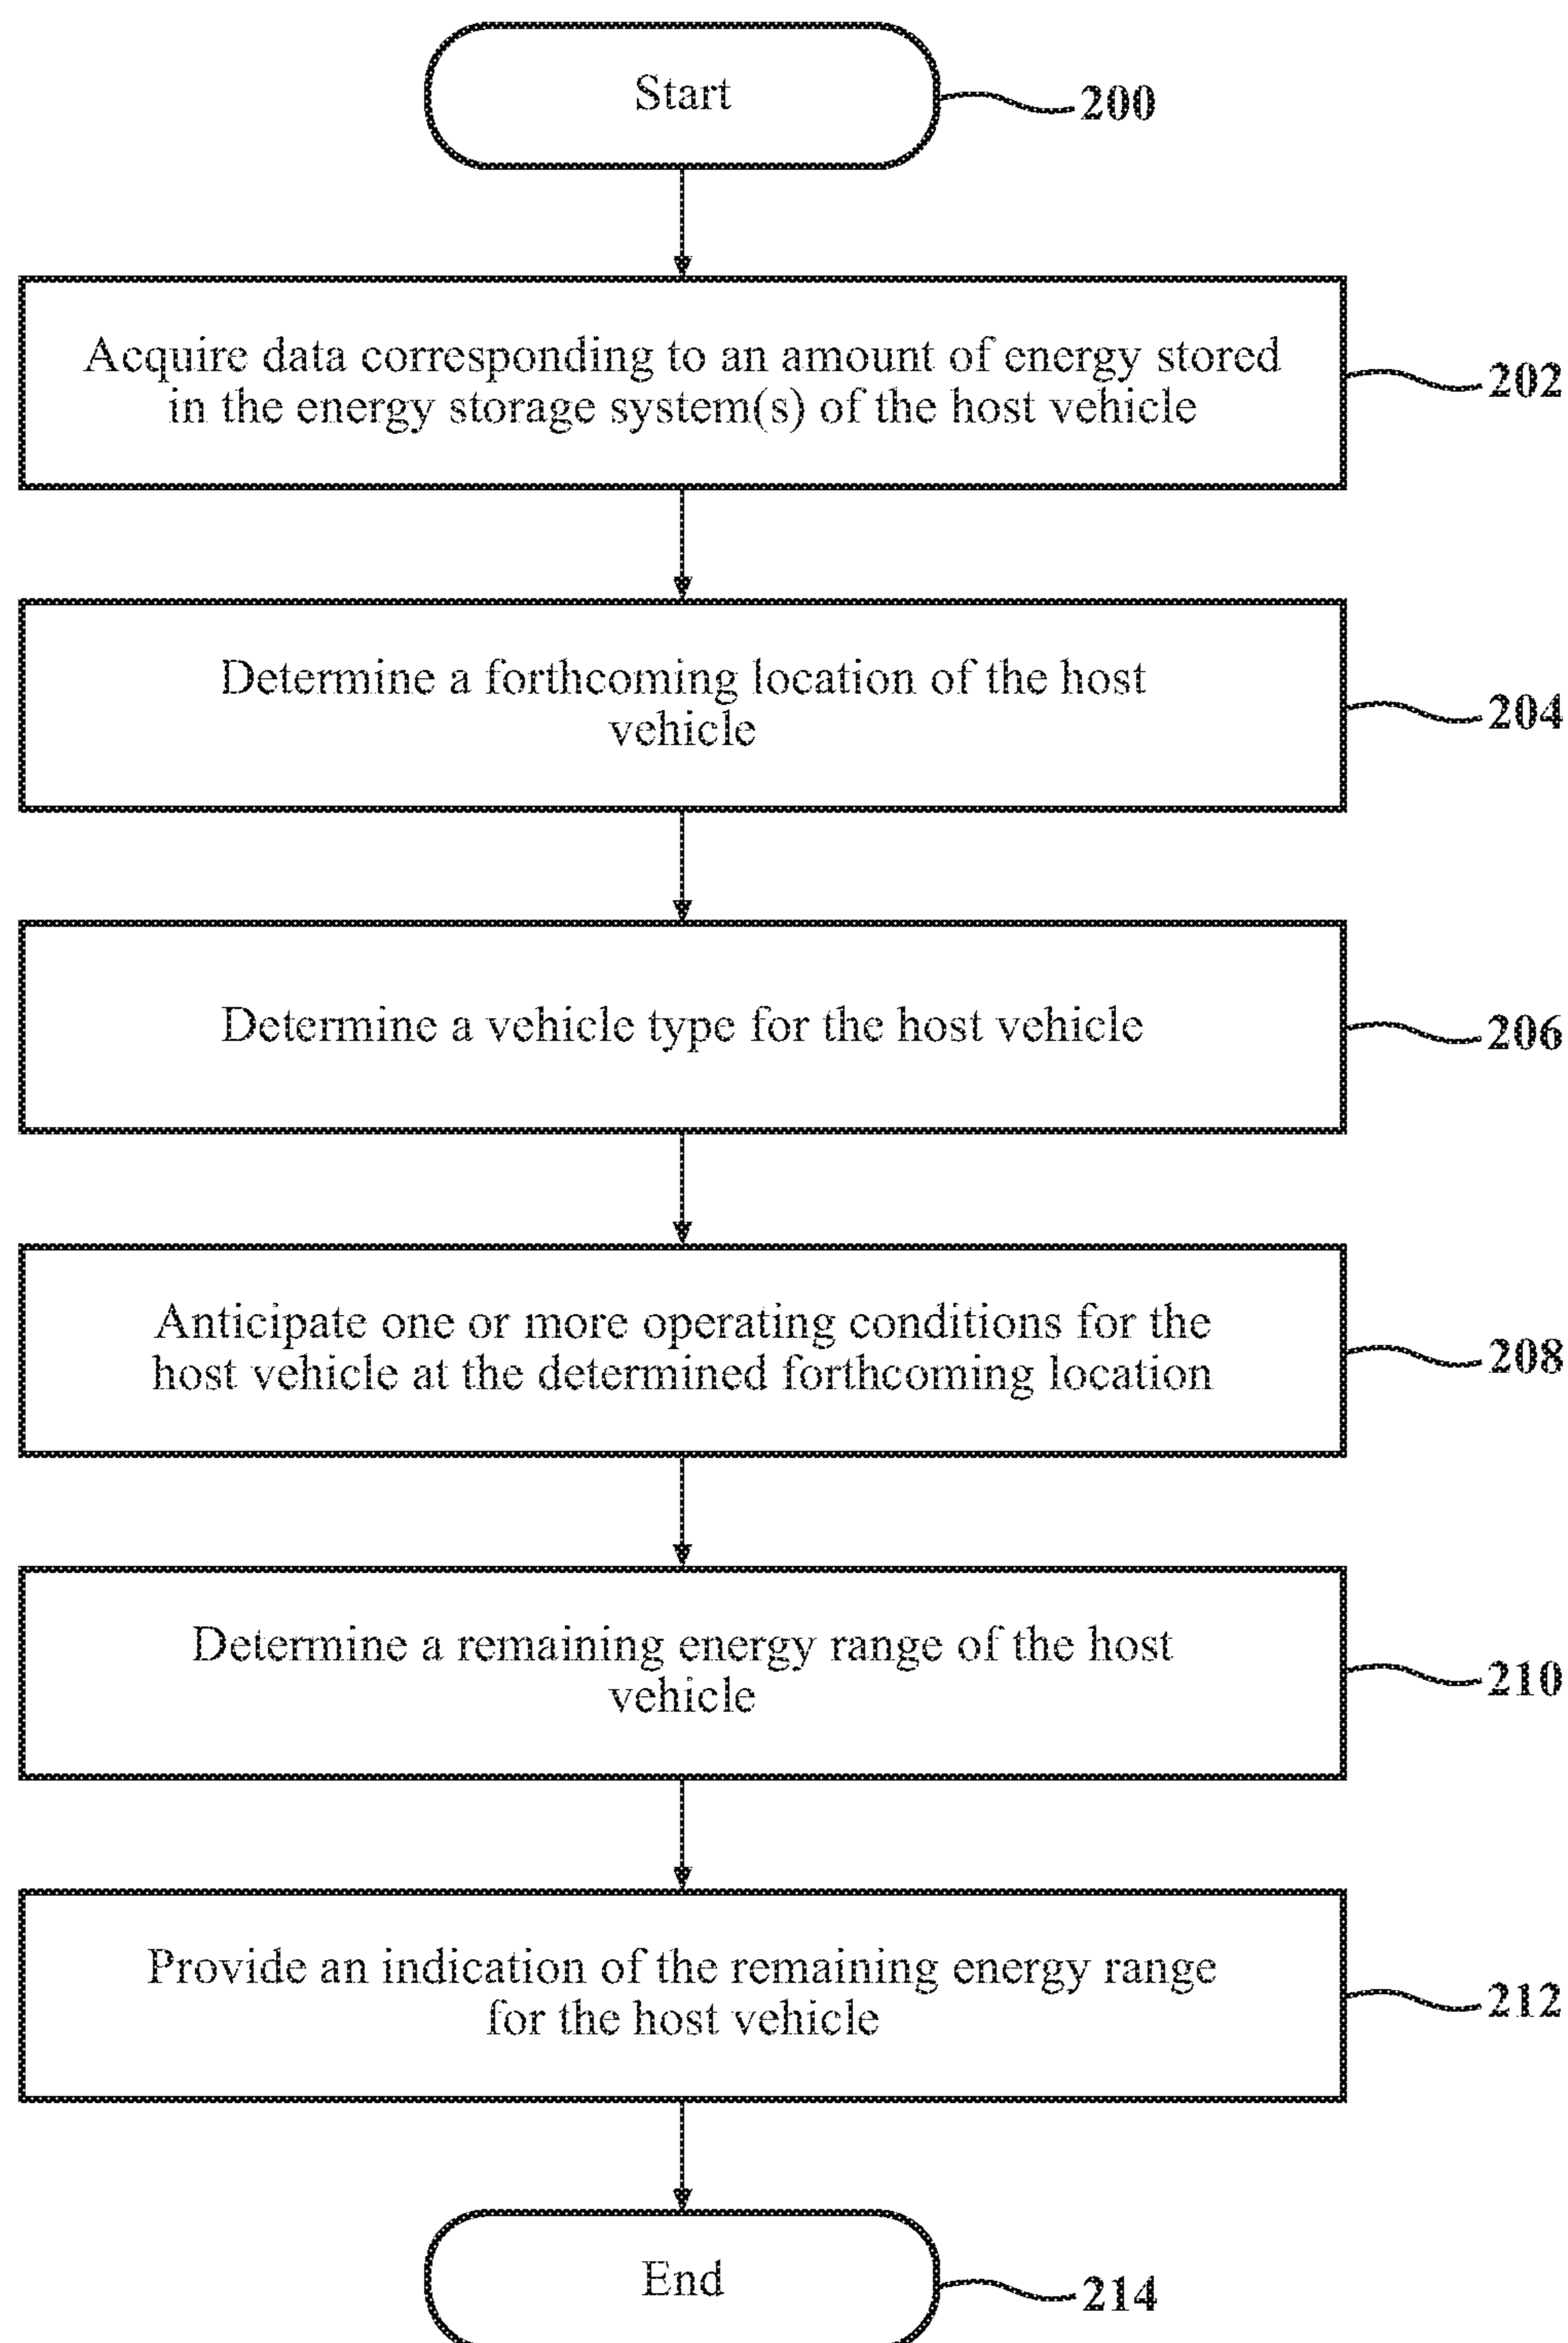 Start
200
Acquire data corresponding to an amount of energy stored
in the energy storage system(s) of the host vehicle
202
Determine a forthcoming location of the host
vehicle
204
Determine a vehicle type for the host vehicle
206
Anticipate one or more operating conditions for the
host vehicle at the determined forthcoming location
208
Determine a remaining energy range of the host
vehicle
210
Provide an indication of the remaining energy range
for the host vehicle
212
End
214